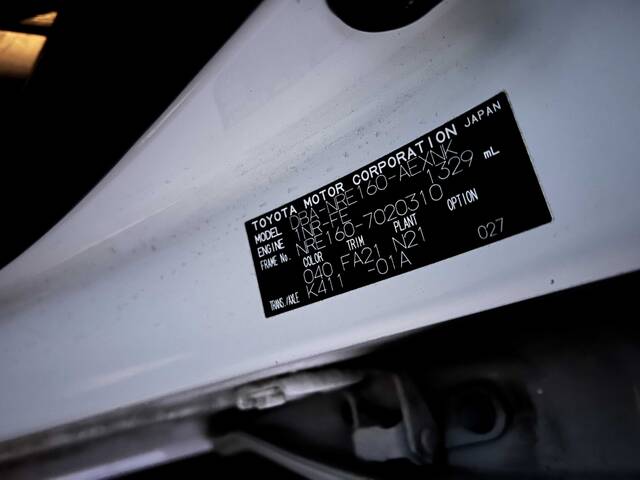 TOYOTA MOTOR CORPORATION JAPAN
MODEL DBA-NRE160-AEXNK
ENGINE 1NR-FE 1329 mL
FRAME No. NRE160-7020310
COLOR TRIM PLANT OPTION
040 FA21 N21
TRANS./AXLE K411 -01A 027